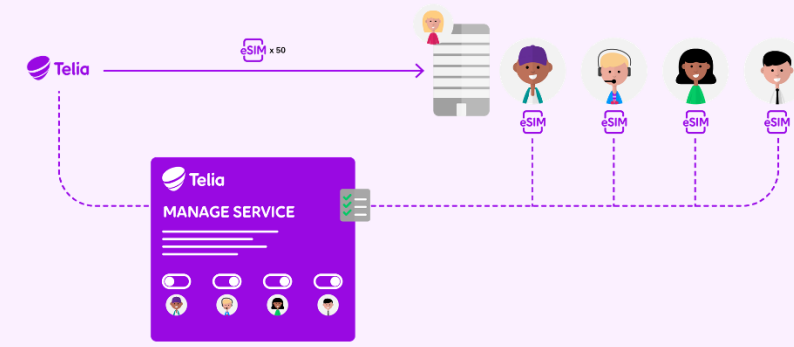 eSIM x 50
Telia
eSIM
eSIM
eSIM
eSIM
Telia
MANAGE SERVICE